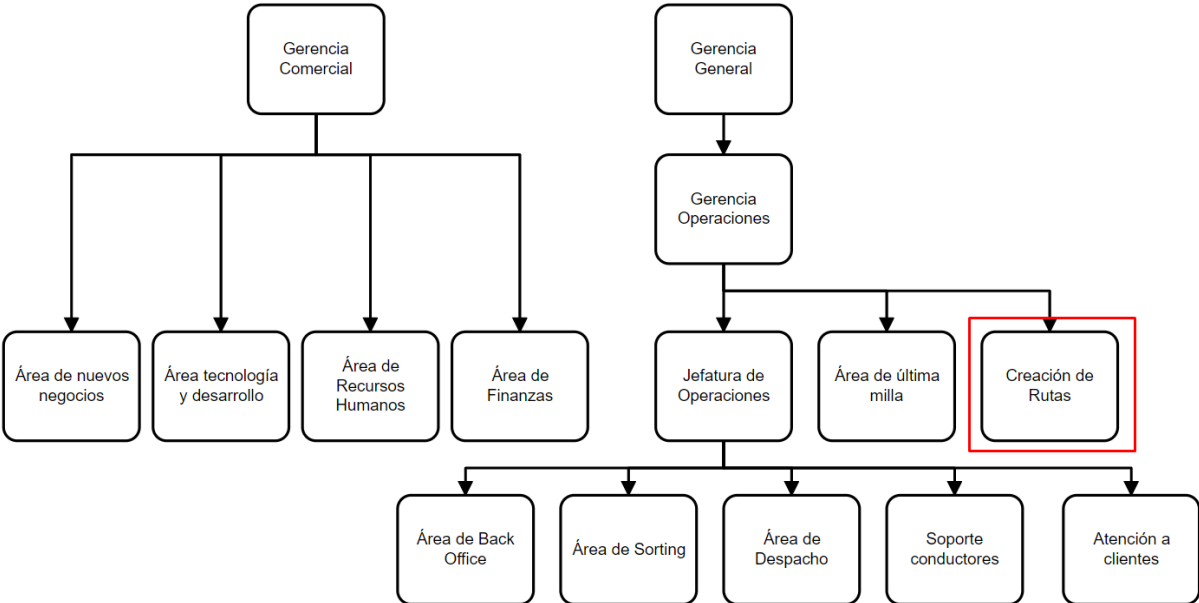 Gerencia
Comercial
Gerencia
General
Gerencia
Operaciones
Área de nuevos
negocios
Área tecnología
y desarrollo
Área de
Recursos
Humanos
Área de
Finanzas
Jefatura de
Operaciones
Área de última
milla
Creación de
Rutas
Área de Back
Office
Área de Sorting
Área de
Despacho
Soporte
conductores
Atención a
clientes